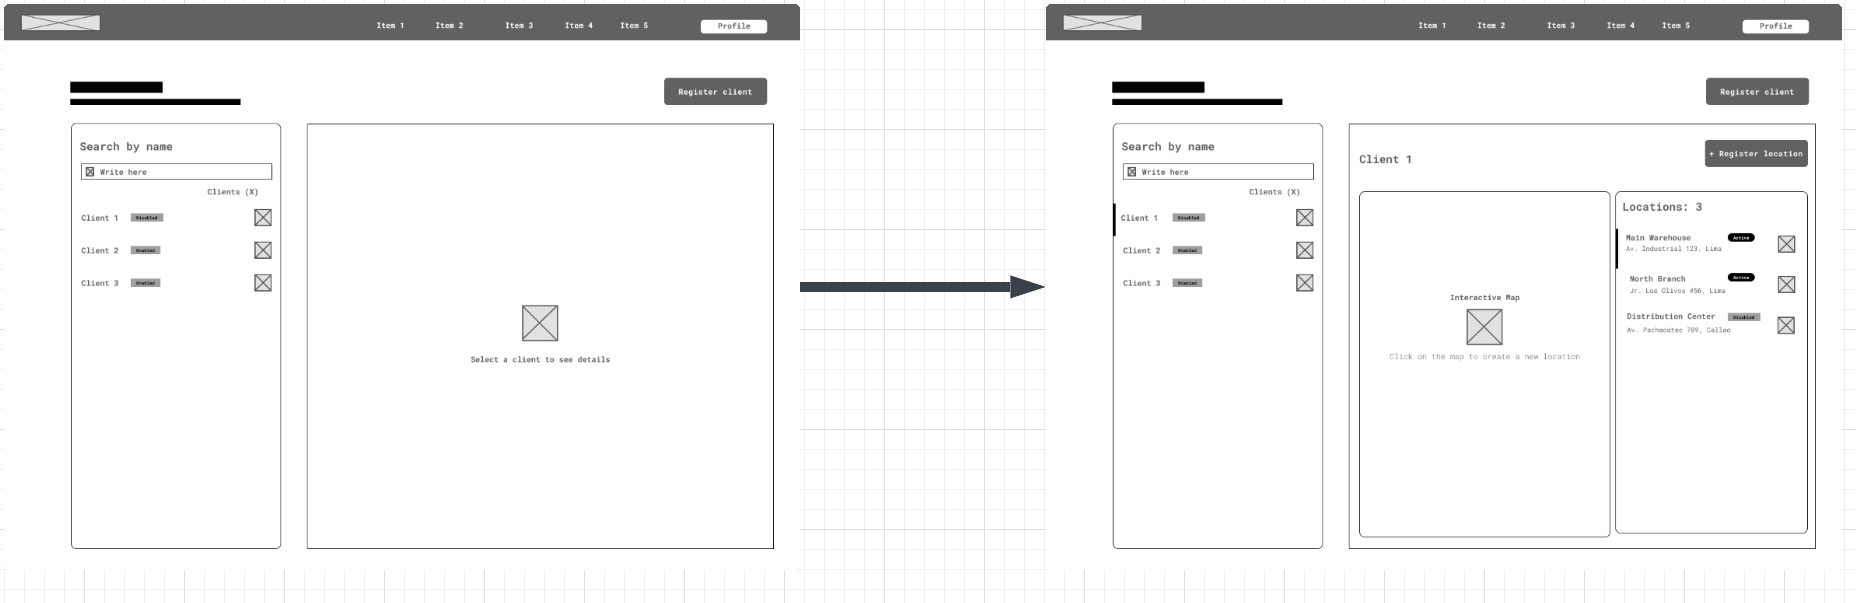 Item 1 Item 2 Item 3 Item 4 Item 5 Profile
Register client
Search by name
Write here
Clients (X)
Client 1 Disabled
Client 2 Enabled
Client 3 Enabled
Select a client to see details
Item 1 Item 2 Item 3 Item 4 Item 5 Profile
Register client
Search by name
Write here
Clients (X)
Client 1 Disabled
Client 2 Enabled
Client 3 Enabled
Client 1
+ Register location
Interactive Map
Click on the map to create a new location
Locations: 3
Main Warehouse Active
Av. Industrial 123, Lima
North Branch Active
Jr. Los Olivos 456, Lima
Distribution Center Disabled
Av. Pachacútec 789, Callao